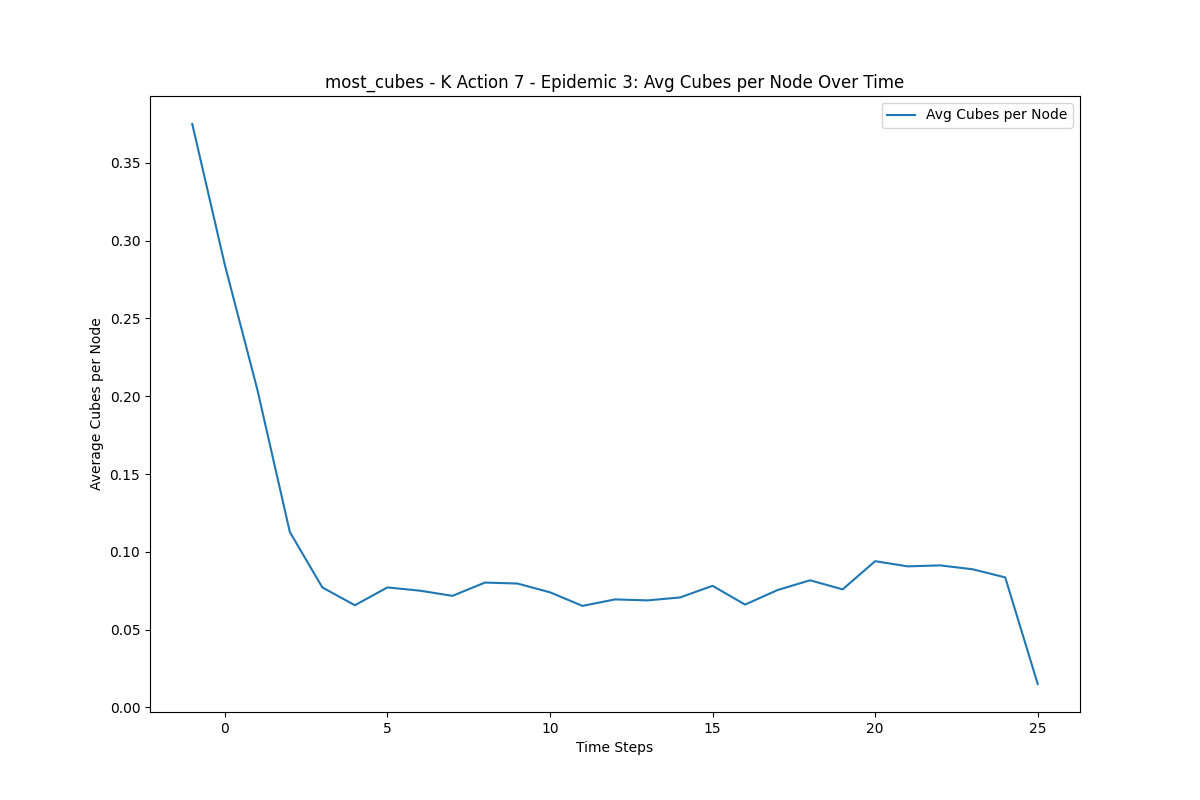 most_cubes - K Action 7 - Epidemic 3: Avg Cubes per Node Over Time
Avg Cubes per Node
0.35
0.30
0.25
0.20
0.15
0.10
0.05
0.00
Average Cubes per Node
0 5 10 15 20 25
Time Steps